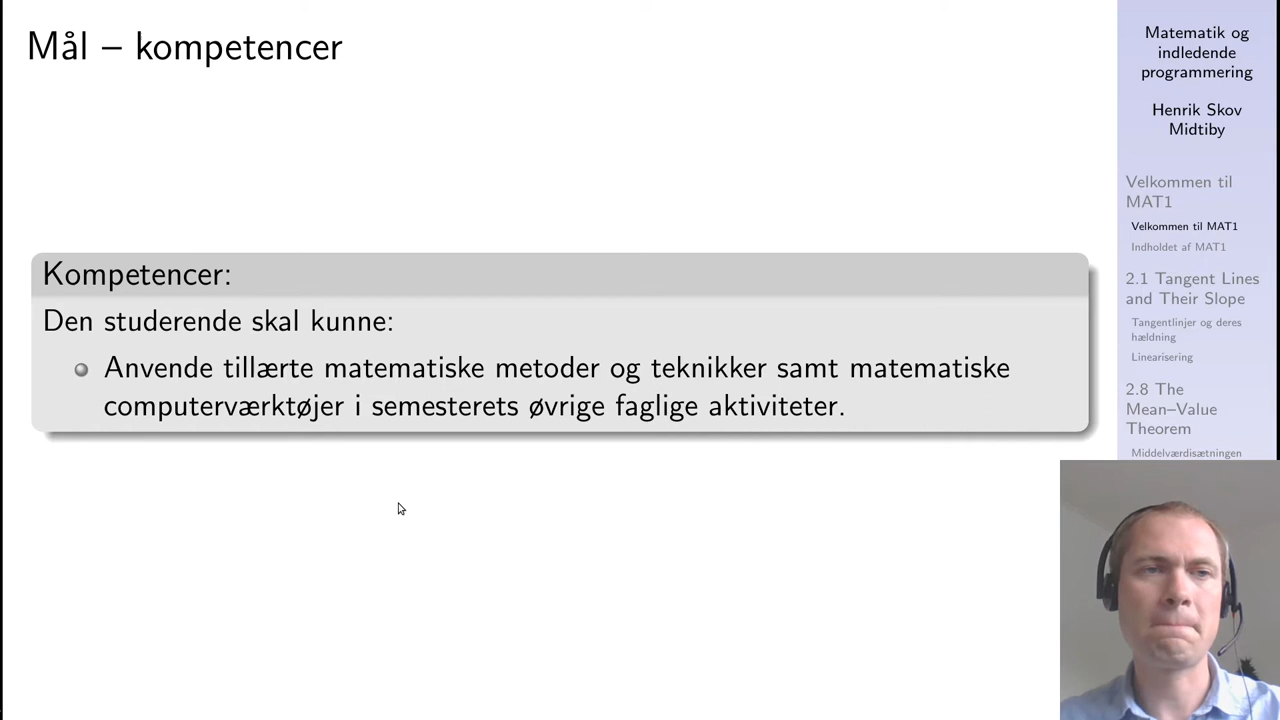 Mål – kompetencer
Kompetencer:
Den studerende skal kunne:
Anvende tillærte matematiske metoder og teknikker samt matematiske
computerværktøjer i semesterets øvrige faglige aktiviteter.
Matematik og
indledende
programmering
Henrik Skov
Midtiby
Velkommen til
MAT1
Velkommen til MAT1
Indholdet af MAT1
2.1 Tangent Lines
and Their Slope
Tangentlinjer og deres
hældning
Linearisering
2.8 The
Mean–Value
Theorem
Middelværdisætningen